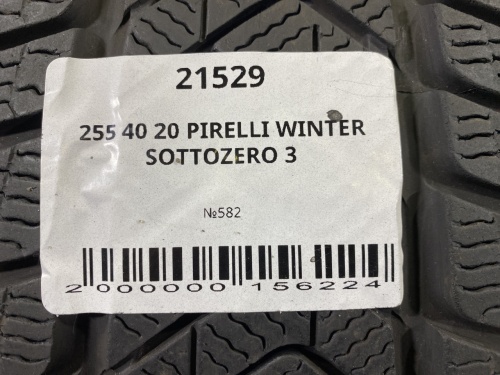 21529
255 40 20 PIRELLI WINTER
SOTTOZERO 3
№582
2 000000 156224